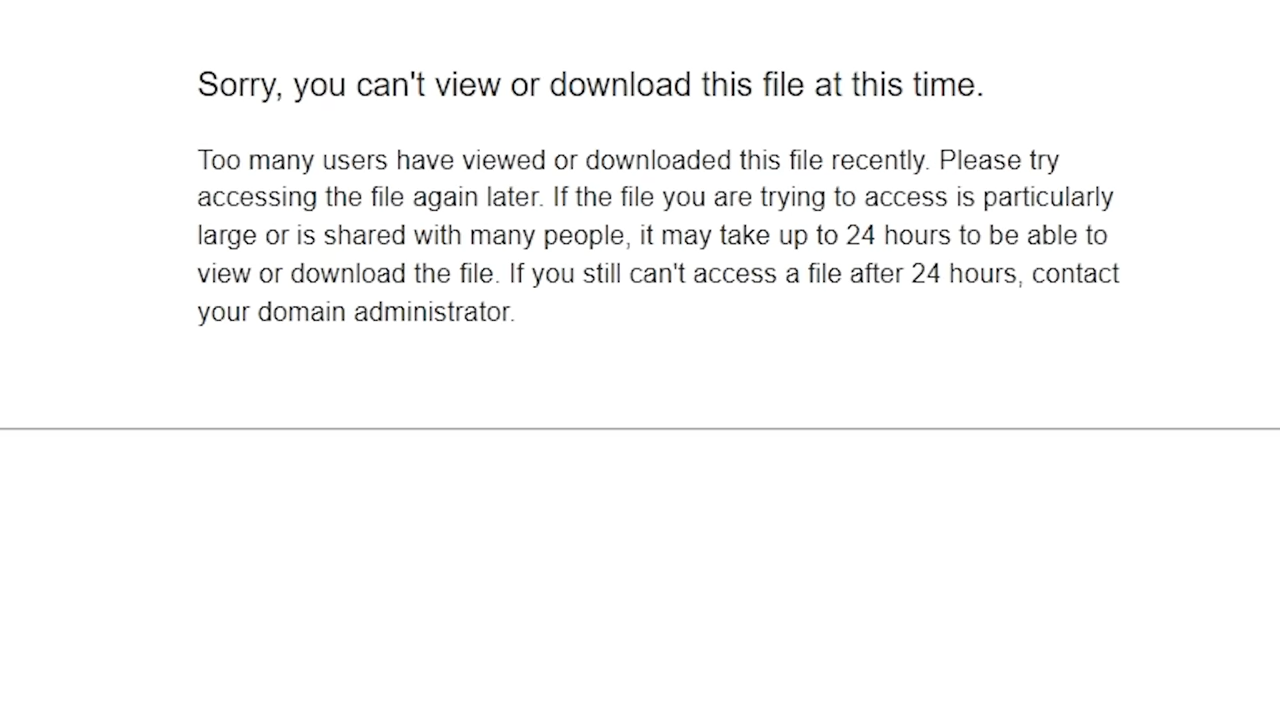 Sorry, you can't view or download this file at this time.
Too many users have viewed or downloaded this file recently. Please try
accessing the file again later. If the file you are trying to access is particularly
large or is shared with many people, it may take up to 24 hours to be able to
view or download the file. If you still can't access a file after 24 hours, contact
your domain administrator.